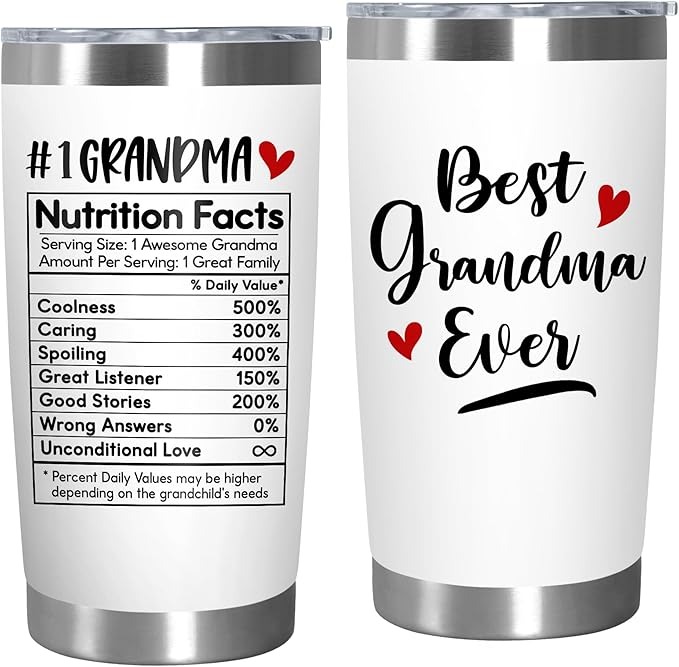 #1 GRANDMA
Nutrition Facts
Serving Size: 1 Awesome Grandma
Amount Per Serving: 1 Great Family
% Daily Value*
Coolness 500%
Caring 300%
Spoiling 400%
Great Listener 150%
Good Stories 200%
Wrong Answers 0%
Unconditional Love ∞
* Percent Daily Values may be higher
depending on the grandchild's needs
Best
Grandma
Ever